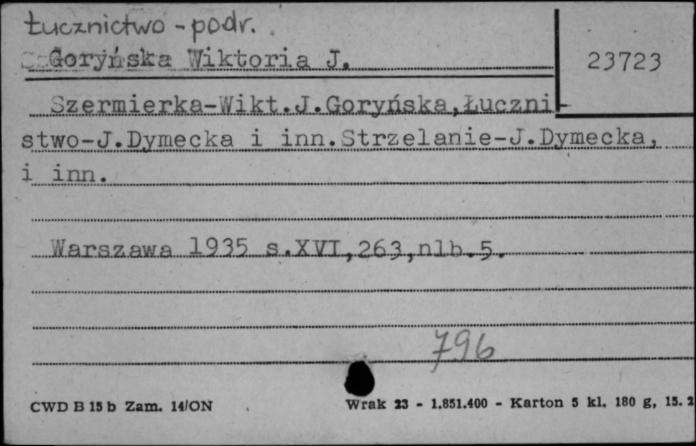 Łucznictwo - podr.
Goryńska Wiktoria J.
23723
Szermierka-Wikt.J.Goryńska,Łuczni-
stwo-J.Dymecka i inn.Strzelanie-J.Dymecka,
i inn.
Warszawa 1935 s.XVI,263,nlb.5.
796
CWD B 15 b Zam. 14/ON
Wrak 23 - 1.851.400 - Karton 5 kl. 180 g, 15. 2